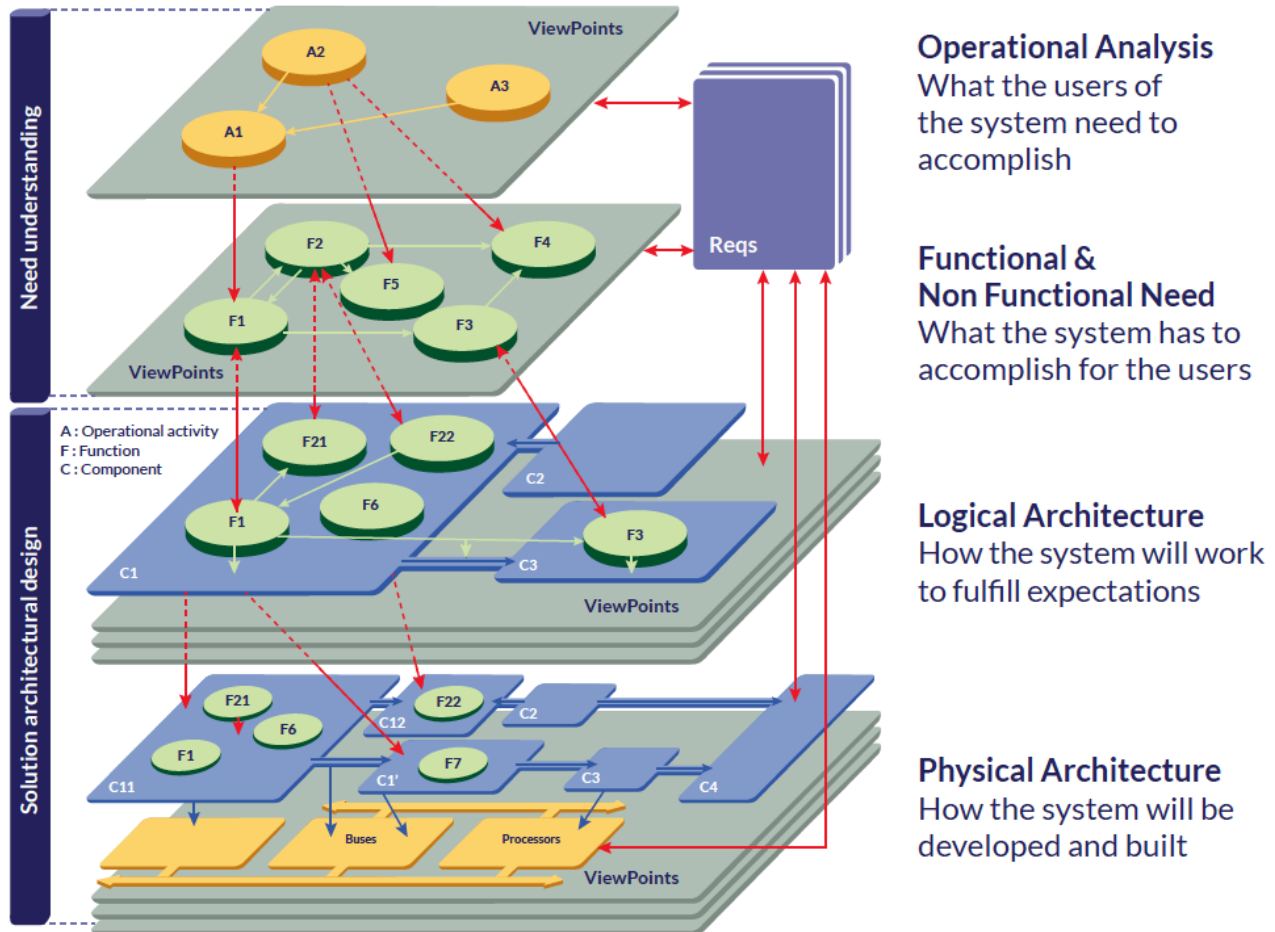 Need understanding
Solution architectural design
ViewPoints
A2
A3
A1
Reqs
F2
F4
F5
F1
F3
ViewPoints
A : Operational activity
F : Function
C : Component
F21
F22
C2
F6
F1
F3
C1
C3
ViewPoints
F21
F22
C2
C12
F6
F1
F7
C11
C1'
C3
C4
Buses
Processors
ViewPoints
Operational Analysis
What the users of
the system need to
accomplish
Functional &
Non Functional Need
What the system has to
accomplish for the users
Logical Architecture
How the system will work
to fulfill expectations
Physical Architecture
How the system will be
developed and built